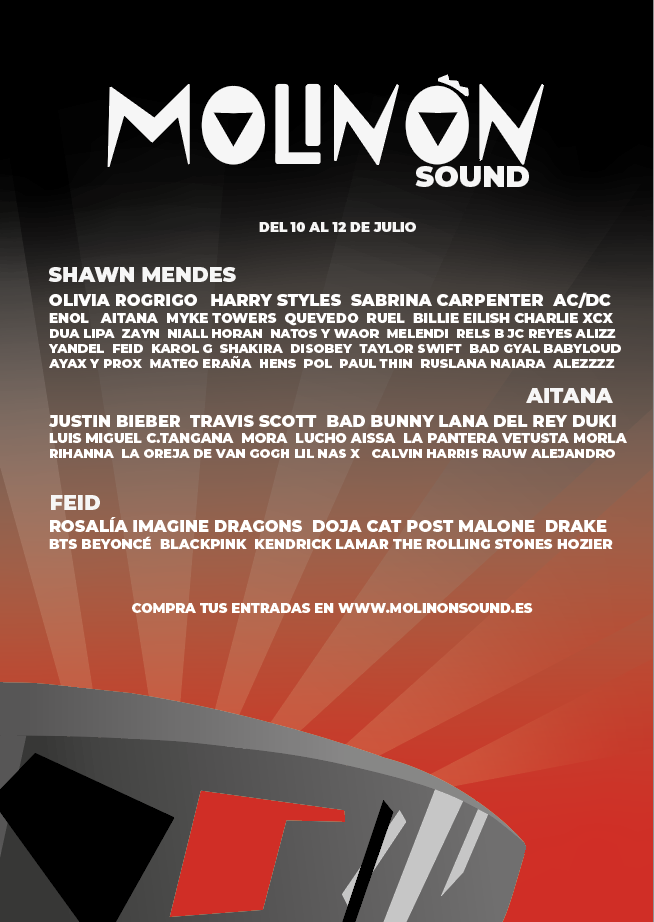 MOLINÒN
SOUND
DEL 10 AL 12 DE JULIO
SHAWN MENDES
OLIVIA ROGRIGO HARRY STYLES SABRINA CARPENTER AC/DC
ENOL AITANA MYKE TOWERS QUEVEDO RUEL BILLIE EILISH CHARLIE XCX
DUA LIPA ZAYN NIALL HORAN NATOS Y WAOR MELENDI RELS B JC REYES ALIZZ
YANDEL FEID KAROL G SHAKIRA DISOBEY TAYLOR SWIFT BAD GYAL BABYLOUD
AYAX Y PROX MATEO ERAÑA HENS POL PAUL THIN RUSLANA NAIARA ALEZZZZ
AITANA
JUSTIN BIEBER TRAVIS SCOTT BAD BUNNY LANA DEL REY DUKI
LUIS MIGUEL C.TANGANA MORA LUCHO AISSA LA PANTERA VETUSTA MORLA
RIHANNA LA OREJA DE VAN GOGH LIL NAS X CALVIN HARRIS RAUW ALEJANDRO
FEID
ROSALÍA IMAGINE DRAGONS DOJA CAT POST MALONE DRAKE
BTS BEYONCÉ BLACKPINK KENDRICK LAMAR THE ROLLING STONES HOZIER
COMPRA TUS ENTRADAS EN WWW.MOLINONSOUND.ES